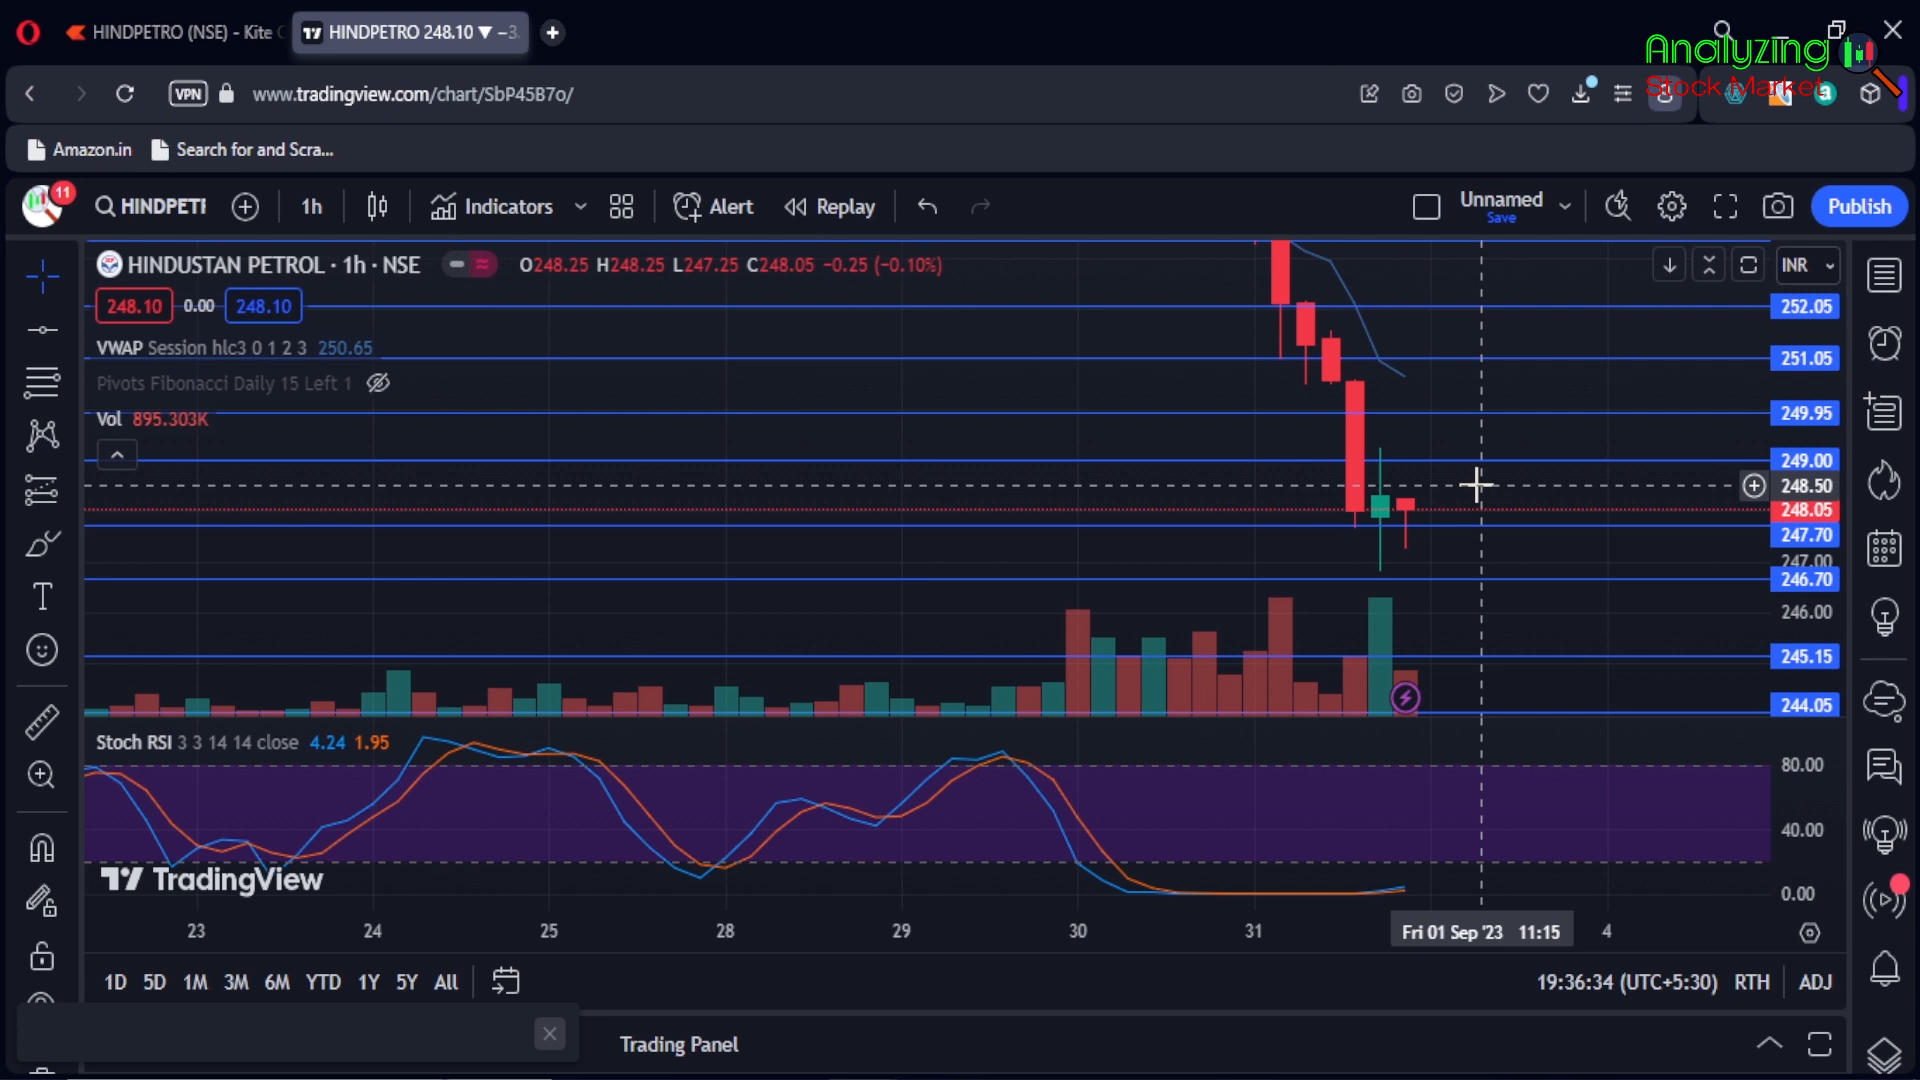 HINDPETRO (NSE) - Kite
HINDPETRO 248.10 ▼ −3.
Analyzing
Stock Market
VPN
www.tradingview.com/chart/SbP45B7o/
Amazon.in
Search for and Scra...
11
HINDPETR
1h
Indicators
Alert
Replay
Unnamed
Save
Publish
HINDUSTAN PETROL · 1h · NSE
O248.25 H248.25 L247.25 C248.05 −0.25 (−0.10%)
INR
248.10 0.00 248.10
252.05
VWAP Session hlc3 0 1 2 3 250.65
251.05
Pivots Fibonacci Daily 15 Left 1
Vol 895.303K
249.95
249.00
248.50
248.05
247.70
247.00
246.70
246.00
245.15
244.05
Stoch RSI 3 3 14 14 close 4.24 1.95
80.00
40.00
TradingView
0.00
23 24 25 28 29 30 31 Fri 01 Sep '23 11:15 4
1D 5D 1M 3M 6M YTD 1Y 5Y All
19:36:34 (UTC+5:30) RTH ADJ
Trading Panel